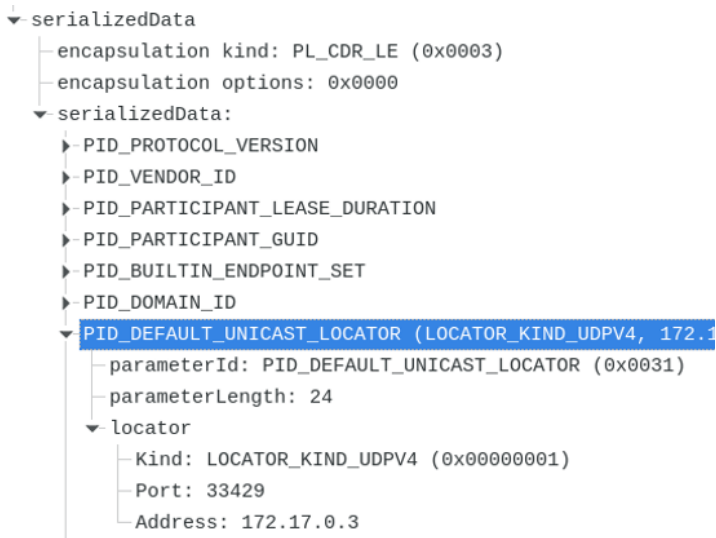 serializedData
encapsulation kind: PL_CDR_LE (0x0003)
encapsulation options: 0x0000
serializedData:
PID_PROTOCOL_VERSION
PID_VENDOR_ID
PID_PARTICIPANT_LEASE_DURATION
PID_PARTICIPANT_GUID
PID_BUILTIN_ENDPOINT_SET
PID_DOMAIN_ID
PID_DEFAULT_UNICAST_LOCATOR (LOCATOR_KIND_UDPV4, 172.1
parameterId: PID_DEFAULT_UNICAST_LOCATOR (0x0031)
parameterLength: 24
locator
Kind: LOCATOR_KIND_UDPV4 (0x00000001)
Port: 33429
Address: 172.17.0.3